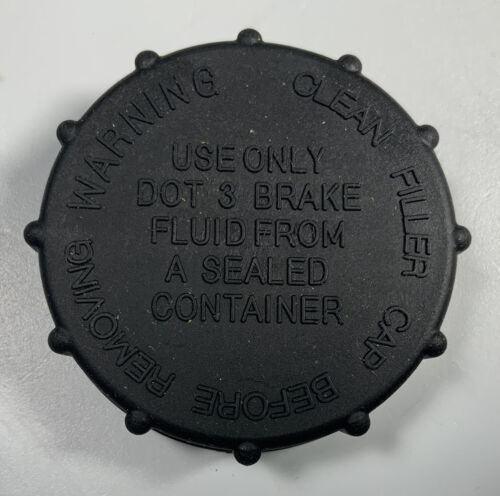 WARNING CLEAN FILLER CAP BEFORE REMOVING
USE ONLY
DOT 3 BRAKE
FLUID FROM
A SEALED
CONTAINER